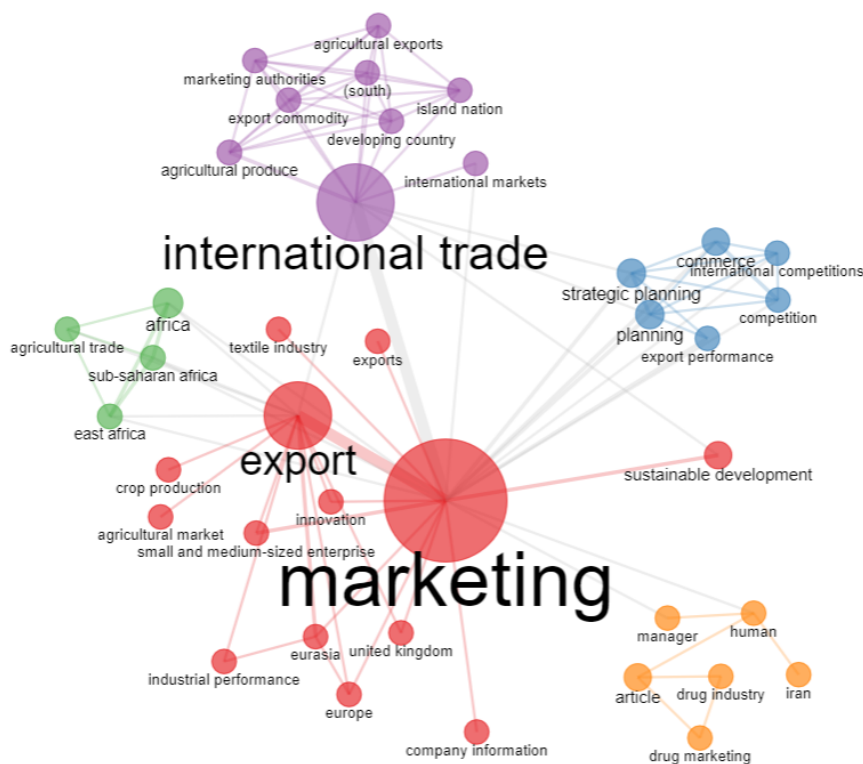 agricultural exports
marketing authorities
(south)
island nation
export commodity
developing country
agricultural produce
international markets
international trade
commerce
international competitions
strategic planning
competition
planning
export performance
africa
agricultural trade
sub-saharan africa
east africa
textile industry
exports
export
crop production
agricultural market
innovation
small and medium-sized enterprise
sustainable development
marketing
manager
human
united kingdom
eurasia
industrial performance
europe
article
drug industry
iran
company information
drug marketing